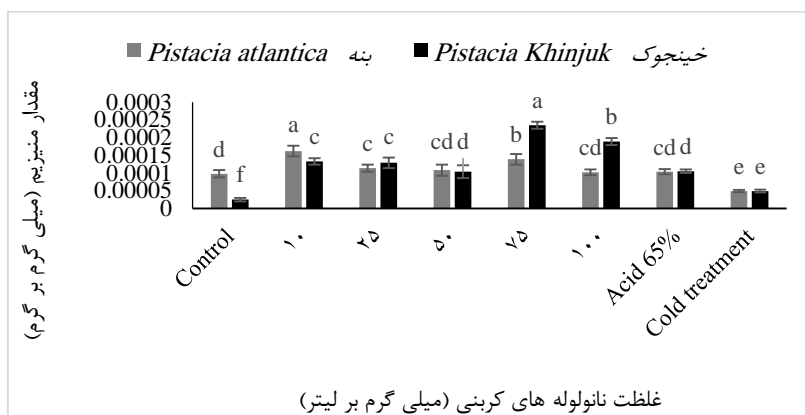 Pistacia atlantica بنه Pistacia Khinjuk خینجوک
مقدار منیزیم (میلی گرم بر گرم)
0.0003
0.00025
0.0002
0.00015
0.0001
0.00005
0
d f a c c c cd d b a cd b cd d e e
Control ۱۰ ۲۵ ۵۰ ۷۵ ۱۰۰ Acid 65% Cold treatment
غلظت نانولوله های کربنی (میلی گرم بر لیتر)